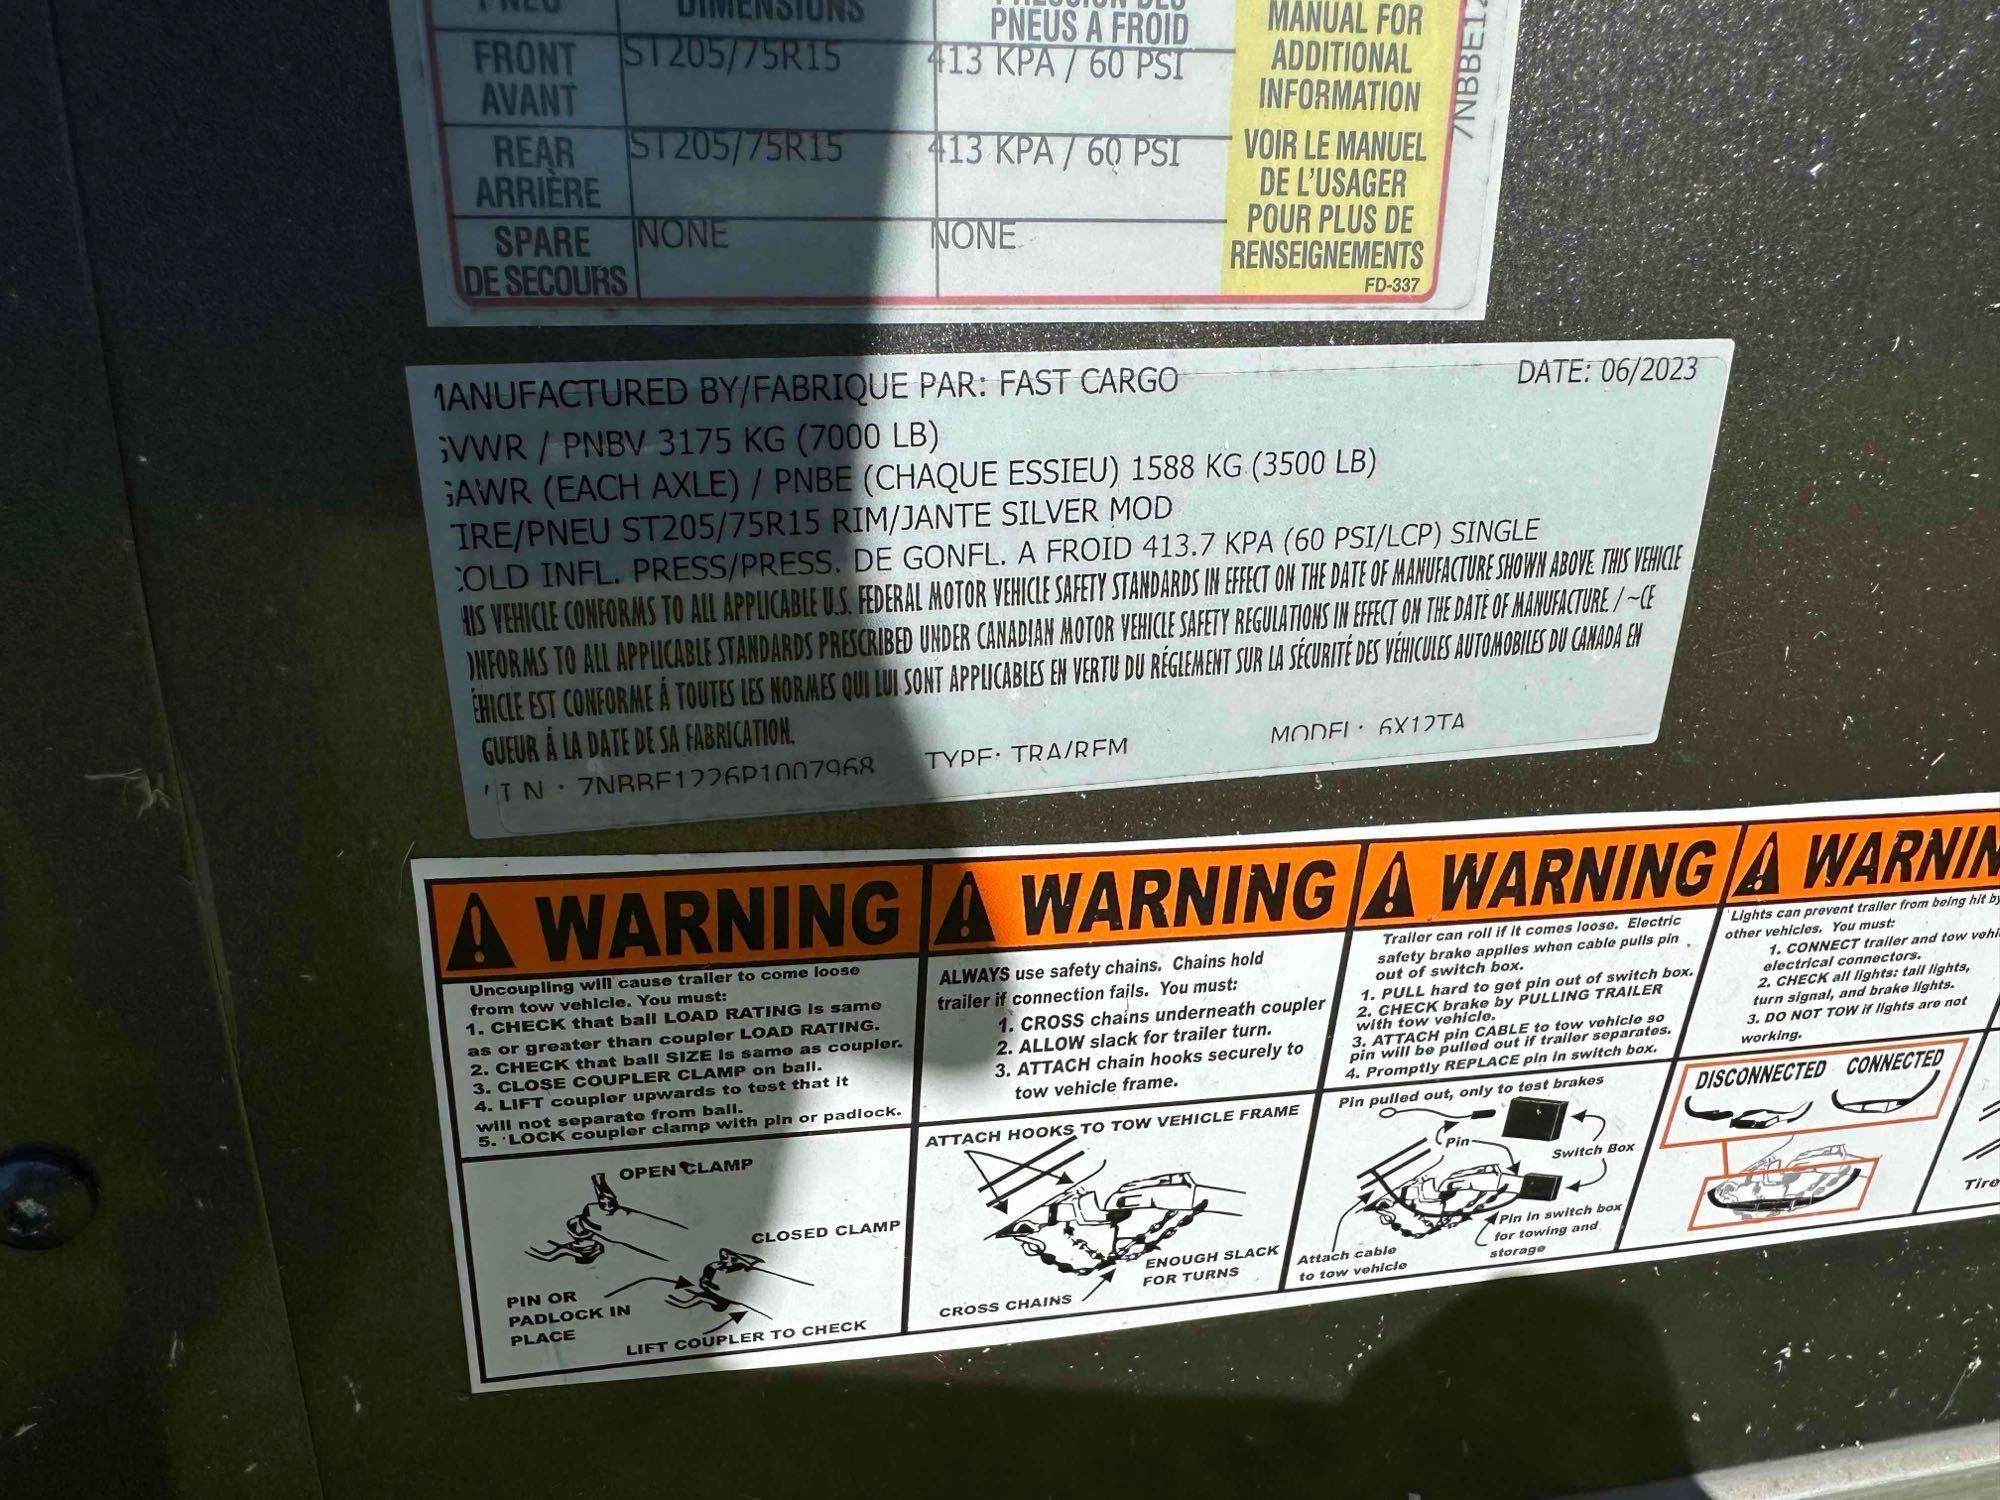 PNEU DIMENSIONS PRESSION DES
PNEUS A FROID
FRONT
AVANT
ST205/75R15
413 KPA / 60 PSI
REAR
ARRIÈRE
ST205/75R15
413 KPA / 60 PSI
SPARE
DE SECOURS
NONE
NONE
MANUAL FOR
ADDITIONAL
INFORMATION
VOIR LE MANUEL
DE L'USAGER
POUR PLUS DE
RENSEIGNEMENTS
FD-337
7NBBE12
MANUFACTURED BY/FABRIQUE PAR: FAST CARGO
DATE: 06/2023
GVWR / PNBV 3175 KG (7000 LB)
GAWR (EACH AXLE) / PNBE (CHAQUE ESSIEU) 1588 KG (3500 LB)
TIRE/PNEU ST205/75R15 RIM/JANTE SILVER MOD
COLD INFL. PRESS/PRESS. DE GONFL. A FROID 413.7 KPA (60 PSI/LCP) SINGLE
HIS VEHICLE CONFORMS TO ALL APPLICABLE U.S. FEDERAL MOTOR VEHICLE SAFETY STANDARDS IN EFFECT ON THE DATE OF MANUFACTURE SHOWN ABOVE. THIS VEHICLE
ONFORMS TO ALL APPLICABLE STANDARDS PRESCRIBED UNDER CANADIAN MOTOR VEHICLE SAFETY REGULATIONS IN EFFECT ON THE DATE OF MANUFACTURE. / ~CE
ÉHICLE EST CONFORME Á TOUTES LES NORMES QUI LUI SONT APPLICABLES EN VERTU DU RÉGLEMENT SUR LA SÉCURITÉ DES VÉHICULES AUTOMOBILES DU CANADA EN
GUEUR Á LA DATE DE SA FABRICATION.
V I N : 7NBBE1226P1007968
TYPE: TRA/REM
MODEL: 6X12TA
WARNING
Uncoupling will cause trailer to come loose
from tow vehicle. You must:
1. CHECK that ball LOAD RATING is same
as or greater than coupler LOAD RATING.
2. CHECK that ball SIZE is same as coupler.
3. CLOSE COUPLER CLAMP on ball.
4. LIFT coupler upwards to test that it
will not separate from ball.
5. LOCK coupler clamp with pin or padlock.
OPEN CLAMP
CLOSED CLAMP
PIN OR
PADLOCK IN
PLACE
LIFT COUPLER TO CHECK
WARNING
ALWAYS use safety chains. Chains hold
trailer if connection fails. You must:
1. CROSS chains underneath coupler
2. ALLOW slack for trailer turn.
3. ATTACH chain hooks securely to
tow vehicle frame.
ATTACH HOOKS TO TOW VEHICLE FRAME
ENOUGH SLACK
FOR TURNS
CROSS CHAINS
WARNING
Trailer can roll if it comes loose. Electric
safety brake applies when cable pulls pin
out of switch box.
1. PULL hard to get pin out of switch box.
2. CHECK brake by PULLING TRAILER
with tow vehicle.
3. ATTACH pin CABLE to tow vehicle so
pin will be pulled out if trailer separates.
4. Promptly REPLACE pin in switch box.
Pin pulled out, only to test brakes
Pin
Switch Box
Pin in switch box
for towing and
storage
Attach cable
to tow vehicle
WARNIN
Lights can prevent trailer from being hit by
other vehicles. You must:
1. CONNECT trailer and tow vehi
electrical connectors.
2. CHECK all lights: tail lights,
turn signal, and brake lights.
3. DO NOT TOW if lights are not
working.
DISCONNECTED CONNECTED
Tire